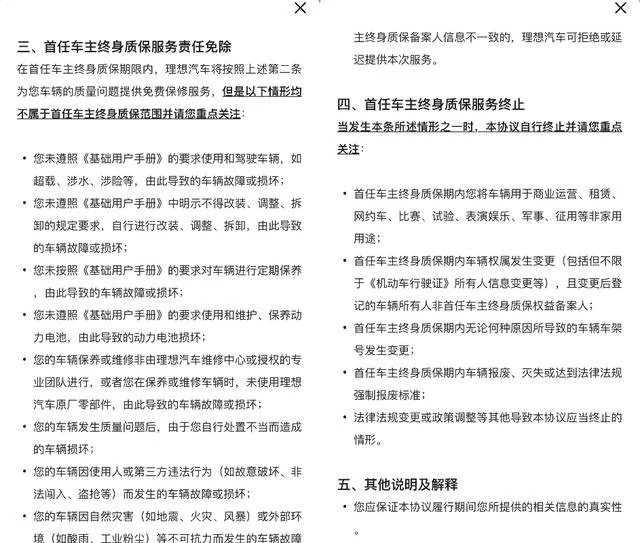 三、首任车主终身质保服务责任免除
在首任车主终身质保期限内，理想汽车将按照上述第二条
为您车辆的质量问题提供免费保修服务，但是以下情形均
不属于首任车主终身质保范围并请您重点关注：
• 您未遵照《基础用户手册》的要求使用和驾驶车辆，如
超载、涉水、涉险等，由此导致的车辆故障或损坏；
• 您未遵照《基础用户手册》中明示不得改装、调整、拆
卸的规定要求，自行进行改装、调整、拆卸，由此导致
的车辆故障或损坏；
• 您未按照《基础用户手册》的要求对车辆进行定期保养
，由此导致的车辆故障或损坏；
• 您未遵照《基础用户手册》的要求使用和维护、保养动
力电池，由此导致的动力电池损坏；
• 您的车辆保养或维修非由理想汽车维修中心或授权的专
业团队进行，或者您在保养或维修车辆时，未使用理想
汽车原厂零部件，由此导致的车辆故障或损坏；
• 您的车辆发生质量问题后，由于您自行处置不当而造成
的车辆损坏；
• 您的车辆因使用人或第三方违法行为（如故意破坏、非
法闯入、盗抢等）而发生的车辆故障或损坏；
• 您的车辆因自然灾害（如地震、火灾、风暴）或外部环
境（如酸雨、工业粉尘）等不可抗力而发生的车辆故障
主终身质保备案人信息不一致的，理想汽车可拒绝或延
迟提供本次服务。
四、首任车主终身质保服务终止
当发生本条所述情形之一时，本协议自行终止并请您重点
关注：
• 首任车主终身质保期内您将车辆用于商业运营、租赁、
网约车、比赛、试验、表演娱乐、军事、征用等非家用
用途；
• 首任车主终身质保期内车辆权属发生变更（包括但不限
于《机动车行驶证》所有人信息变更等），且变更后登
记的车辆所有人非首任车主终身质保权益备案人；
• 首任车主终身质保期内无论何种原因所导致的车辆车架
号发生变更；
• 首任车主终身质保期内车辆报废、灭失或达到法律法规
强制报废标准；
• 法律法规变更或政策调整等其他导致本协议应当终止的
情形。
五、其他说明及解释
• 您应保证本协议履行期间您所提供的相关信息的真实性
。